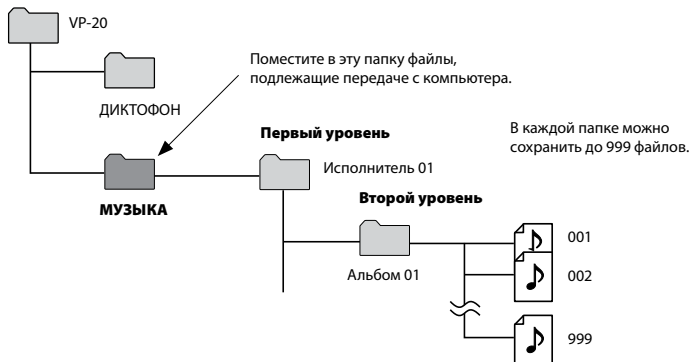 VP-20
Поместите в эту папку файлы,
подлежащие передаче с компьютера.
ДИКТОФОН
Первый уровень
В каждой папке можно
сохранить до 999 файлов.
Исполнитель 01
МУЗЫКА
Второй уровень
Альбом 01
001
002
999